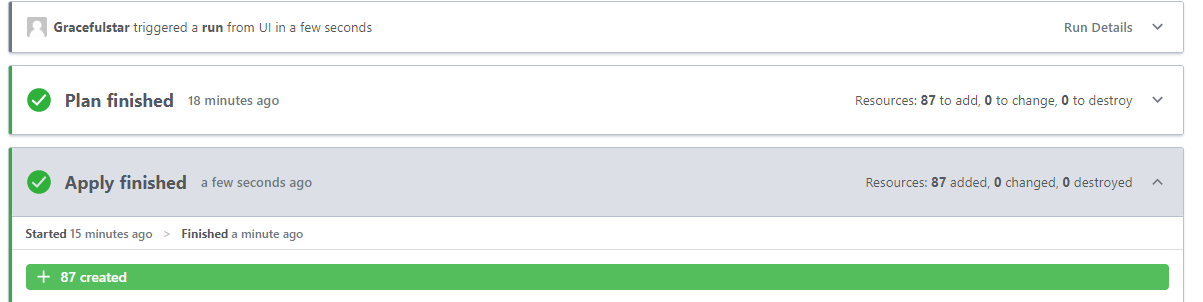 Gracefulstar triggered a run from UI in a few seconds Run Details
Plan finished 18 minutes ago Resources: 87 to add, 0 to change, 0 to destroy
Apply finished a few seconds ago Resources: 87 added, 0 changed, 0 destroyed
Started 15 minutes ago > Finished a minute ago
+ 87 created